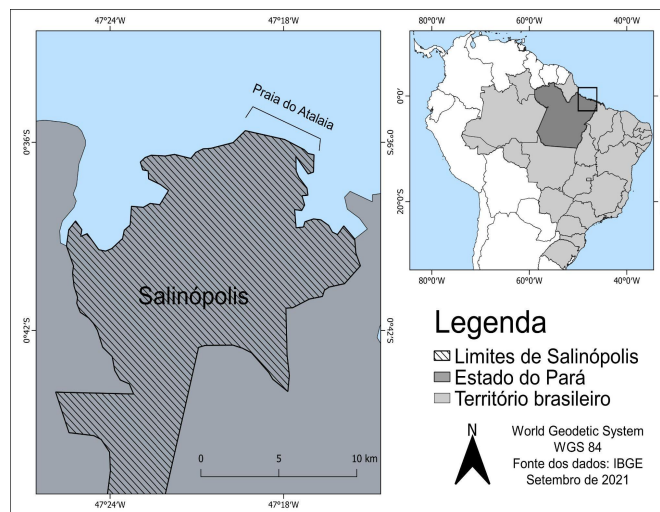 47°24'W
47°18'W
Praia do Atalaia
0°36'S
0°36'S
Salinópolis
0°42'S
0°42'S
0
5
10 km
47°24'W
47°18'W
80°0'W
60°0'W
40°0'W
0°0'
0°0'
20°0'S
20°0'S
80°0'W
60°0'W
40°0'W
Legenda
Limites de Salinópolis
Estado do Pará
Território brasileiro
N
World Geodetic System
WGS 84
Fonte dos dados: IBGE
Setembro de 2021